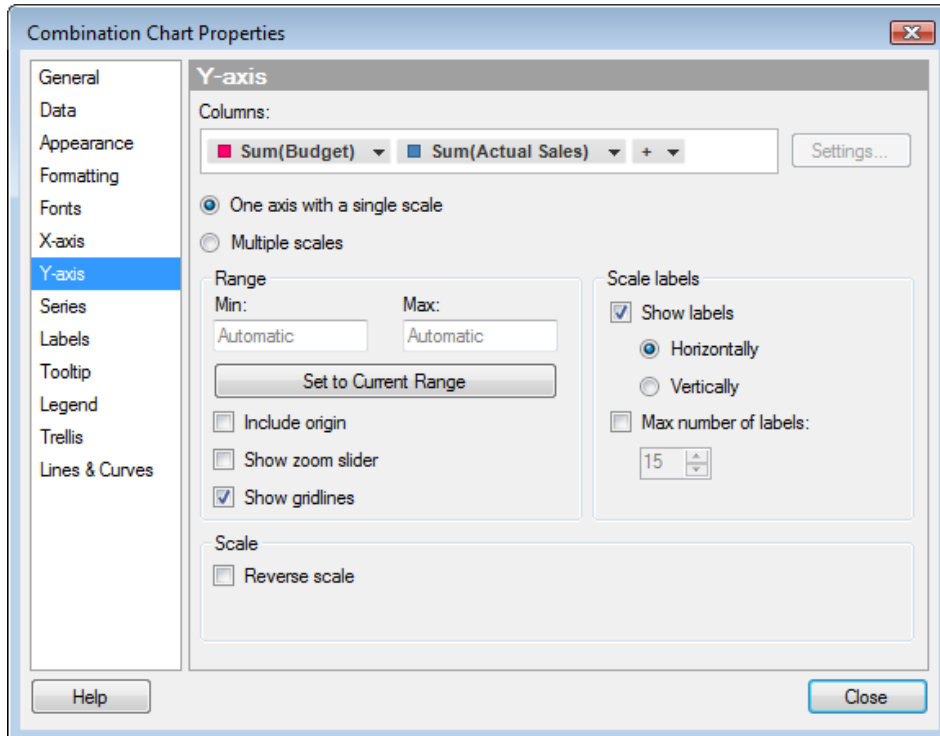 Combination Chart Properties
General
Data
Appearance
Formatting
Fonts
X-axis
Y-axis
Series
Labels
Tooltip
Legend
Trellis
Lines & Curves
Y-axis
Columns:
Sum(Budget) Sum(Actual Sales) +
Settings...
One axis with a single scale
Multiple scales
Range
Min: Max:
Automatic Automatic
Set to Current Range
Include origin
Show zoom slider
Show gridlines
Scale labels
Show labels
Horizontally
Vertically
Max number of labels:
15
Scale
Reverse scale
Help
Close